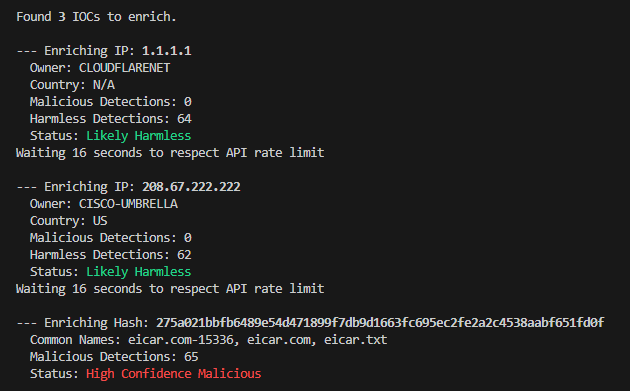 Found 3 IOCs to enrich.
--- Enriching IP: 1.1.1.1
Owner: CLOUDFLARENET
Country: N/A
Malicious Detections: 0
Harmless Detections: 64
Status: Likely Harmless
Waiting 16 seconds to respect API rate limit
--- Enriching IP: 208.67.222.222
Owner: CISCO-UMBRELLA
Country: US
Malicious Detections: 0
Harmless Detections: 62
Status: Likely Harmless
Waiting 16 seconds to respect API rate limit
--- Enriching Hash: 275a021bbfb6489e54d471899f7db9d1663fc695ec2fe2a2c4538aabf651fd0f
Common Names: eicar.com-15336, eicar.com, eicar.txt
Malicious Detections: 65
Status: High Confidence Malicious